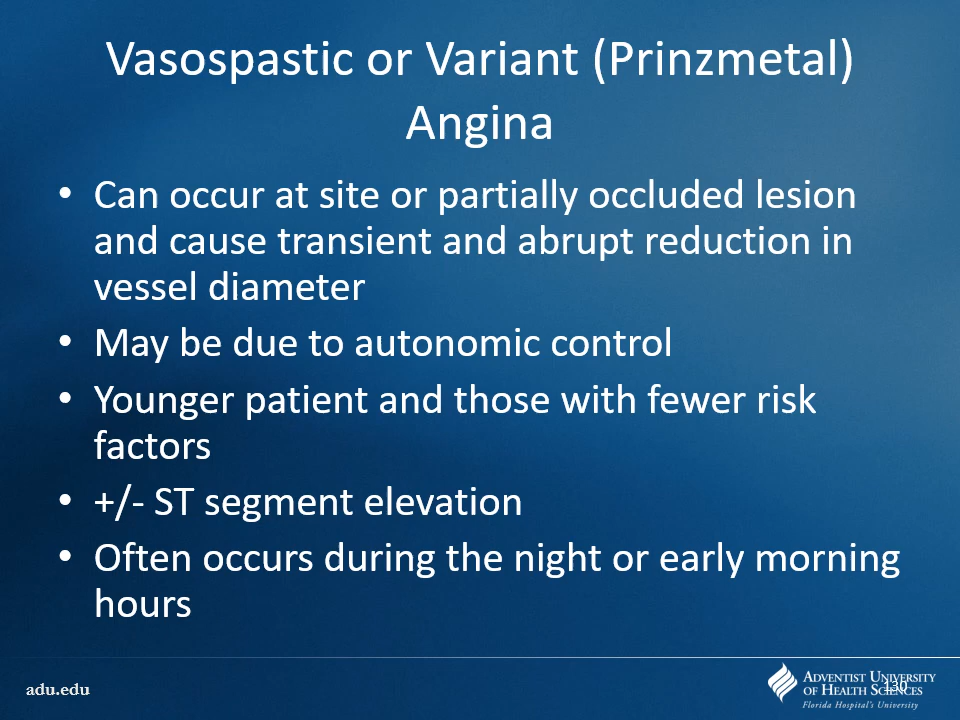 Vasospastic or Variant (Prinzmetal)
Angina
• Can occur at site or partially occluded lesion
and cause transient and abrupt reduction in
vessel diameter
• May be due to autonomic control
• Younger patient and those with fewer risk
factors
• +/- ST segment elevation
• Often occurs during the night or early morning
hours
adu.edu
ADVENTIST UNIVERSITY
OF HEALTH SCIENCES
130
Florida Hospital's University